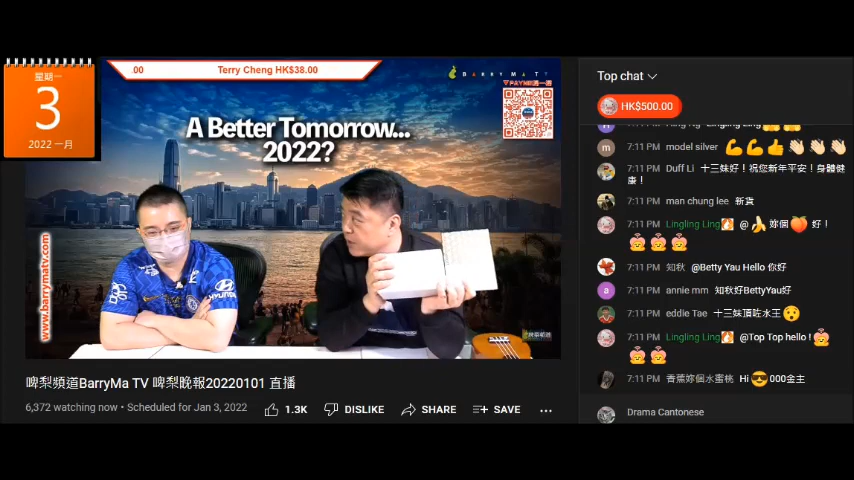 星期一
3
2022 一月
00
Terry Cheng HK$38.00
BARRYMATT
A Better Tomorrow...
2022?
www.barrymatv.com
HYUNDAI
啤梨頻道BarryMa TV 啤梨晚報20220101 直播
6,372 watching now • Scheduled for Jan 3, 2022
1.3K
DISLIKE
SHARE
SAVE
Top chat
HK$500.00
7:11 PM model silver 💪💪👍👏👏👏
7:11 PM Duff Li 十三妹好！祝您新年平安！身體健
康！
7:11 PM man chung lee 新貨
7:11 PM Lingling Ling @🍌妳個🍑 好！
7:11 PM 知秋 @Betty Yau Hello 你好
7:11 PM annie mm 知秋好BettyYau好
7:11 PM eddie Tae 十三妹頂咗水王😯
7:11 PM Lingling Ling @Top Top hello !
7:11 PM 香蕉妳個水蜜桃 Hi 😎000金主
Drama Cantonese